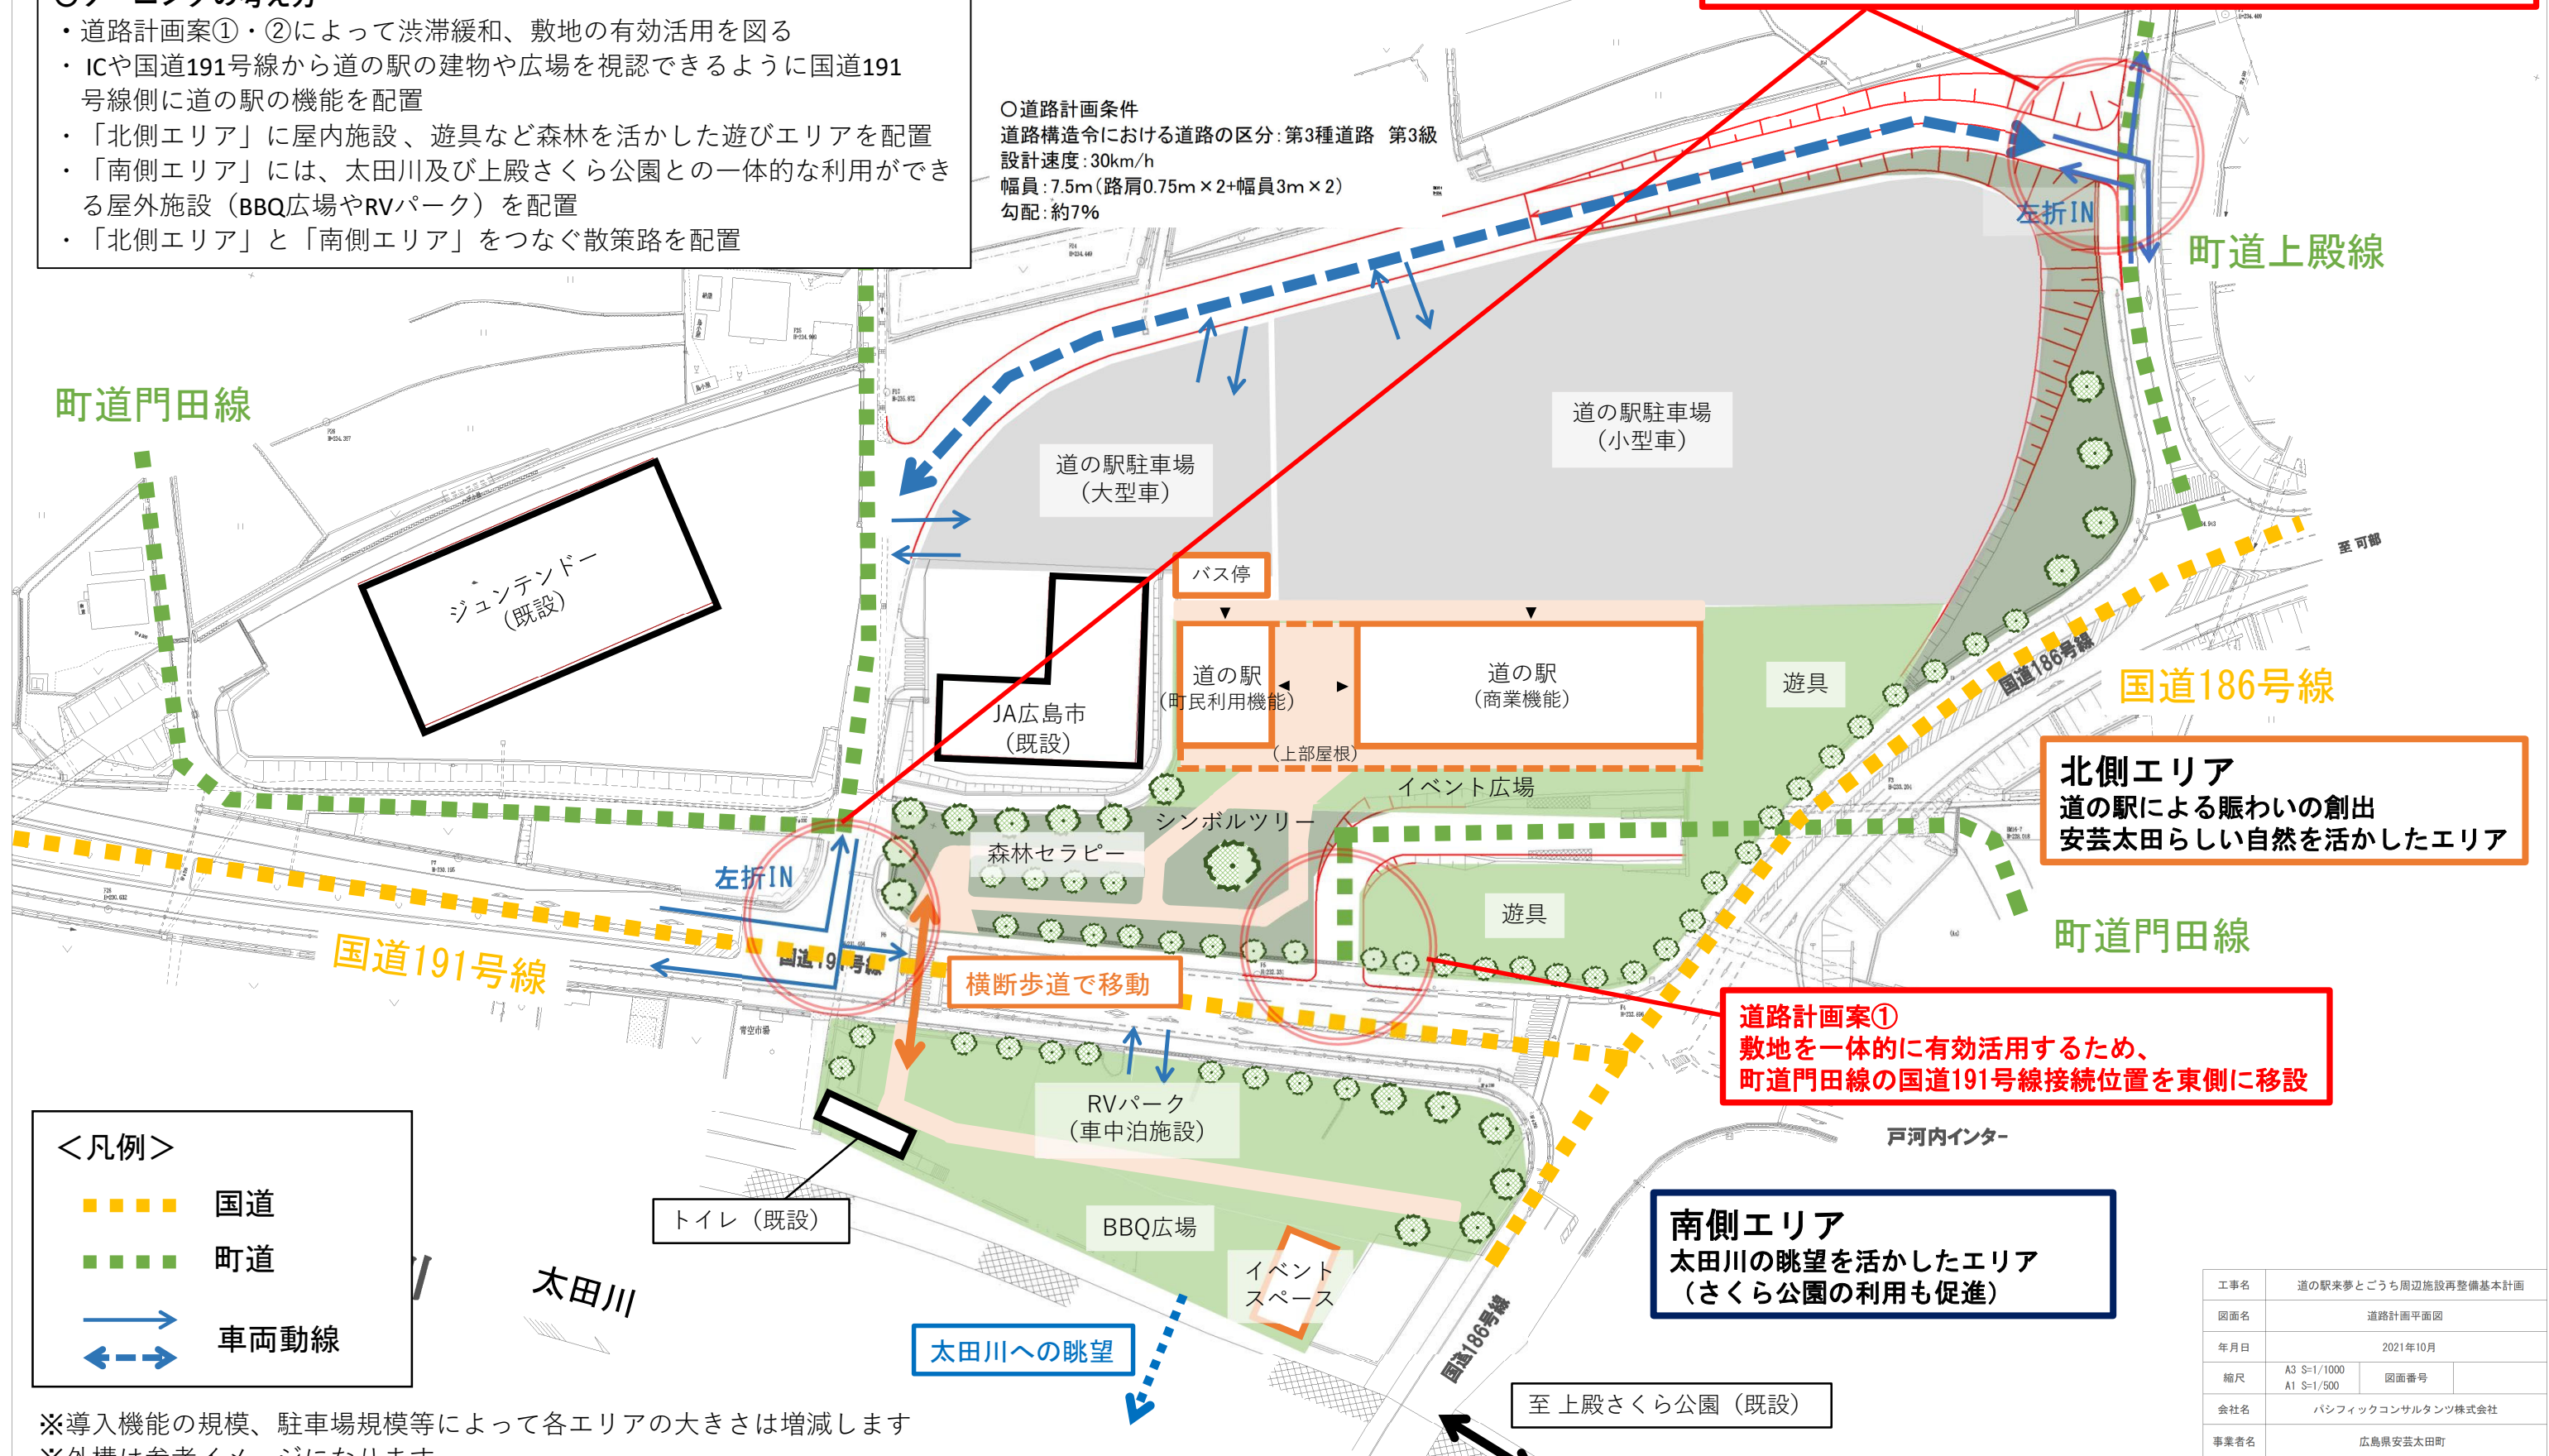 ・道路計画案①・②によって渋滞緩和、敷地の有効活用を図る
・ICや国道191号線から道の駅の建物や広場を視認できるように国道191
号線側に道の駅の機能を配置
・「北側エリア」に屋内施設、遊具など森林を活かした遊びエリアを配置
・「南側エリア」には、太田川及び上殿さくら公園との一体的な利用ができ
る屋外施設（BBQ広場やRVパーク）を配置
・「北側エリア」と「南側エリア」をつなぐ散策路を配置
○道路計画条件
道路構造令における道路の区分：第3種道路 第3級
設計速度：30km/h
幅員：7.5m（路肩0.75m×2+幅員3m×2）
勾配：約7%
左折IN
町道上殿線
町道門田線
道の駅駐車場
（小型車）
道の駅駐車場
（大型車）
至 可部
ジュンテンドー
（既設）
バス停
道の駅
（町民利用機能）
道の駅
（商業機能）
遊具
国道186号線
国道186号線
JA広島市
（既設）
（上部屋根）
北側エリア
道の駅による賑わいの創出
安芸太田らしい自然を活かしたエリア
イベント広場
シンボルツリー
森林セラピー
左折IN
遊具
町道門田線
国道191号線
国道191号線
横断歩道で移動
道路計画案①
敷地を一体的に有効活用するため、
町道門田線の国道191号線接続位置を東側に移設
青空市場
RVパーク
（車中泊施設）
戸河内インター
＜凡例＞
国道
町道
車両動線
トイレ（既設）
BBQ広場
イベント
スペース
南側エリア
太田川の眺望を活かしたエリア
（さくら公園の利用も促進）
太田川
太田川への眺望
国道186号線
至 上殿さくら公園（既設）
工事名 道の駅来夢とごうち周辺施設再整備基本計画
図面名 道路計画平面図
年月日 2021年10月
縮尺 A3 S=1/1000 図面番号
A1 S=1/500
会社名 パシフィックコンサルタンツ株式会社
事業者名 広島県安芸太田町
※導入機能の規模、駐車場規模等によって各エリアの大きさは増減します